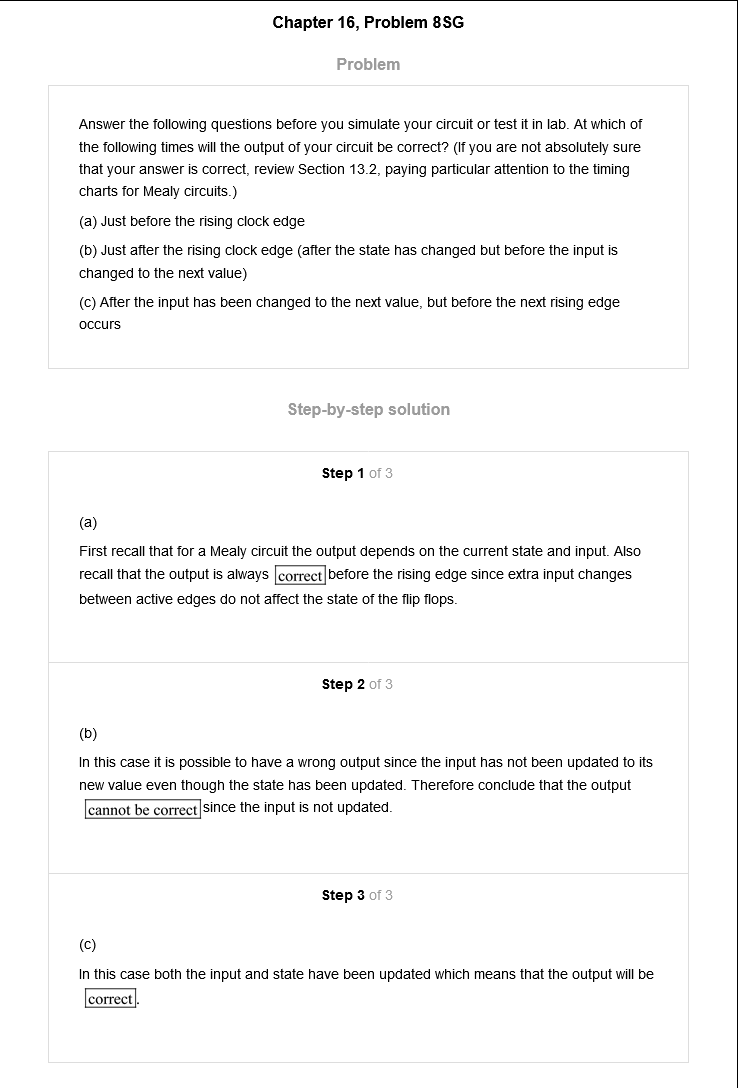 Chapter 16, Problem 8SG
Problem
Answer the following questions before you simulate your circuit or test it in lab. At which of
the following times will the output of your circuit be correct? (If you are not absolutely sure
that your answer is correct, review Section 13.2, paying particular attention to the timing
charts for Mealy circuits.)
(a) Just before the rising clock edge
(b) Just after the rising clock edge (after the state has changed but before the input is
changed to the next value)
(c) After the input has been changed to the next value, but before the next rising edge
occurs
Step-by-step solution
Step 1 of 3
(a)
First recall that for a Mealy circuit the output depends on the current state and input. Also
recall that the output is always correct before the rising edge since extra input changes
between active edges do not affect the state of the flip flops.
Step 2 of 3
(b)
In this case it is possible to have a wrong output since the input has not been updated to its
new value even though the state has been updated. Therefore conclude that the output
cannot be correct since the input is not updated.
Step 3 of 3
(c)
In this case both the input and state have been updated which means that the output will be
correct.